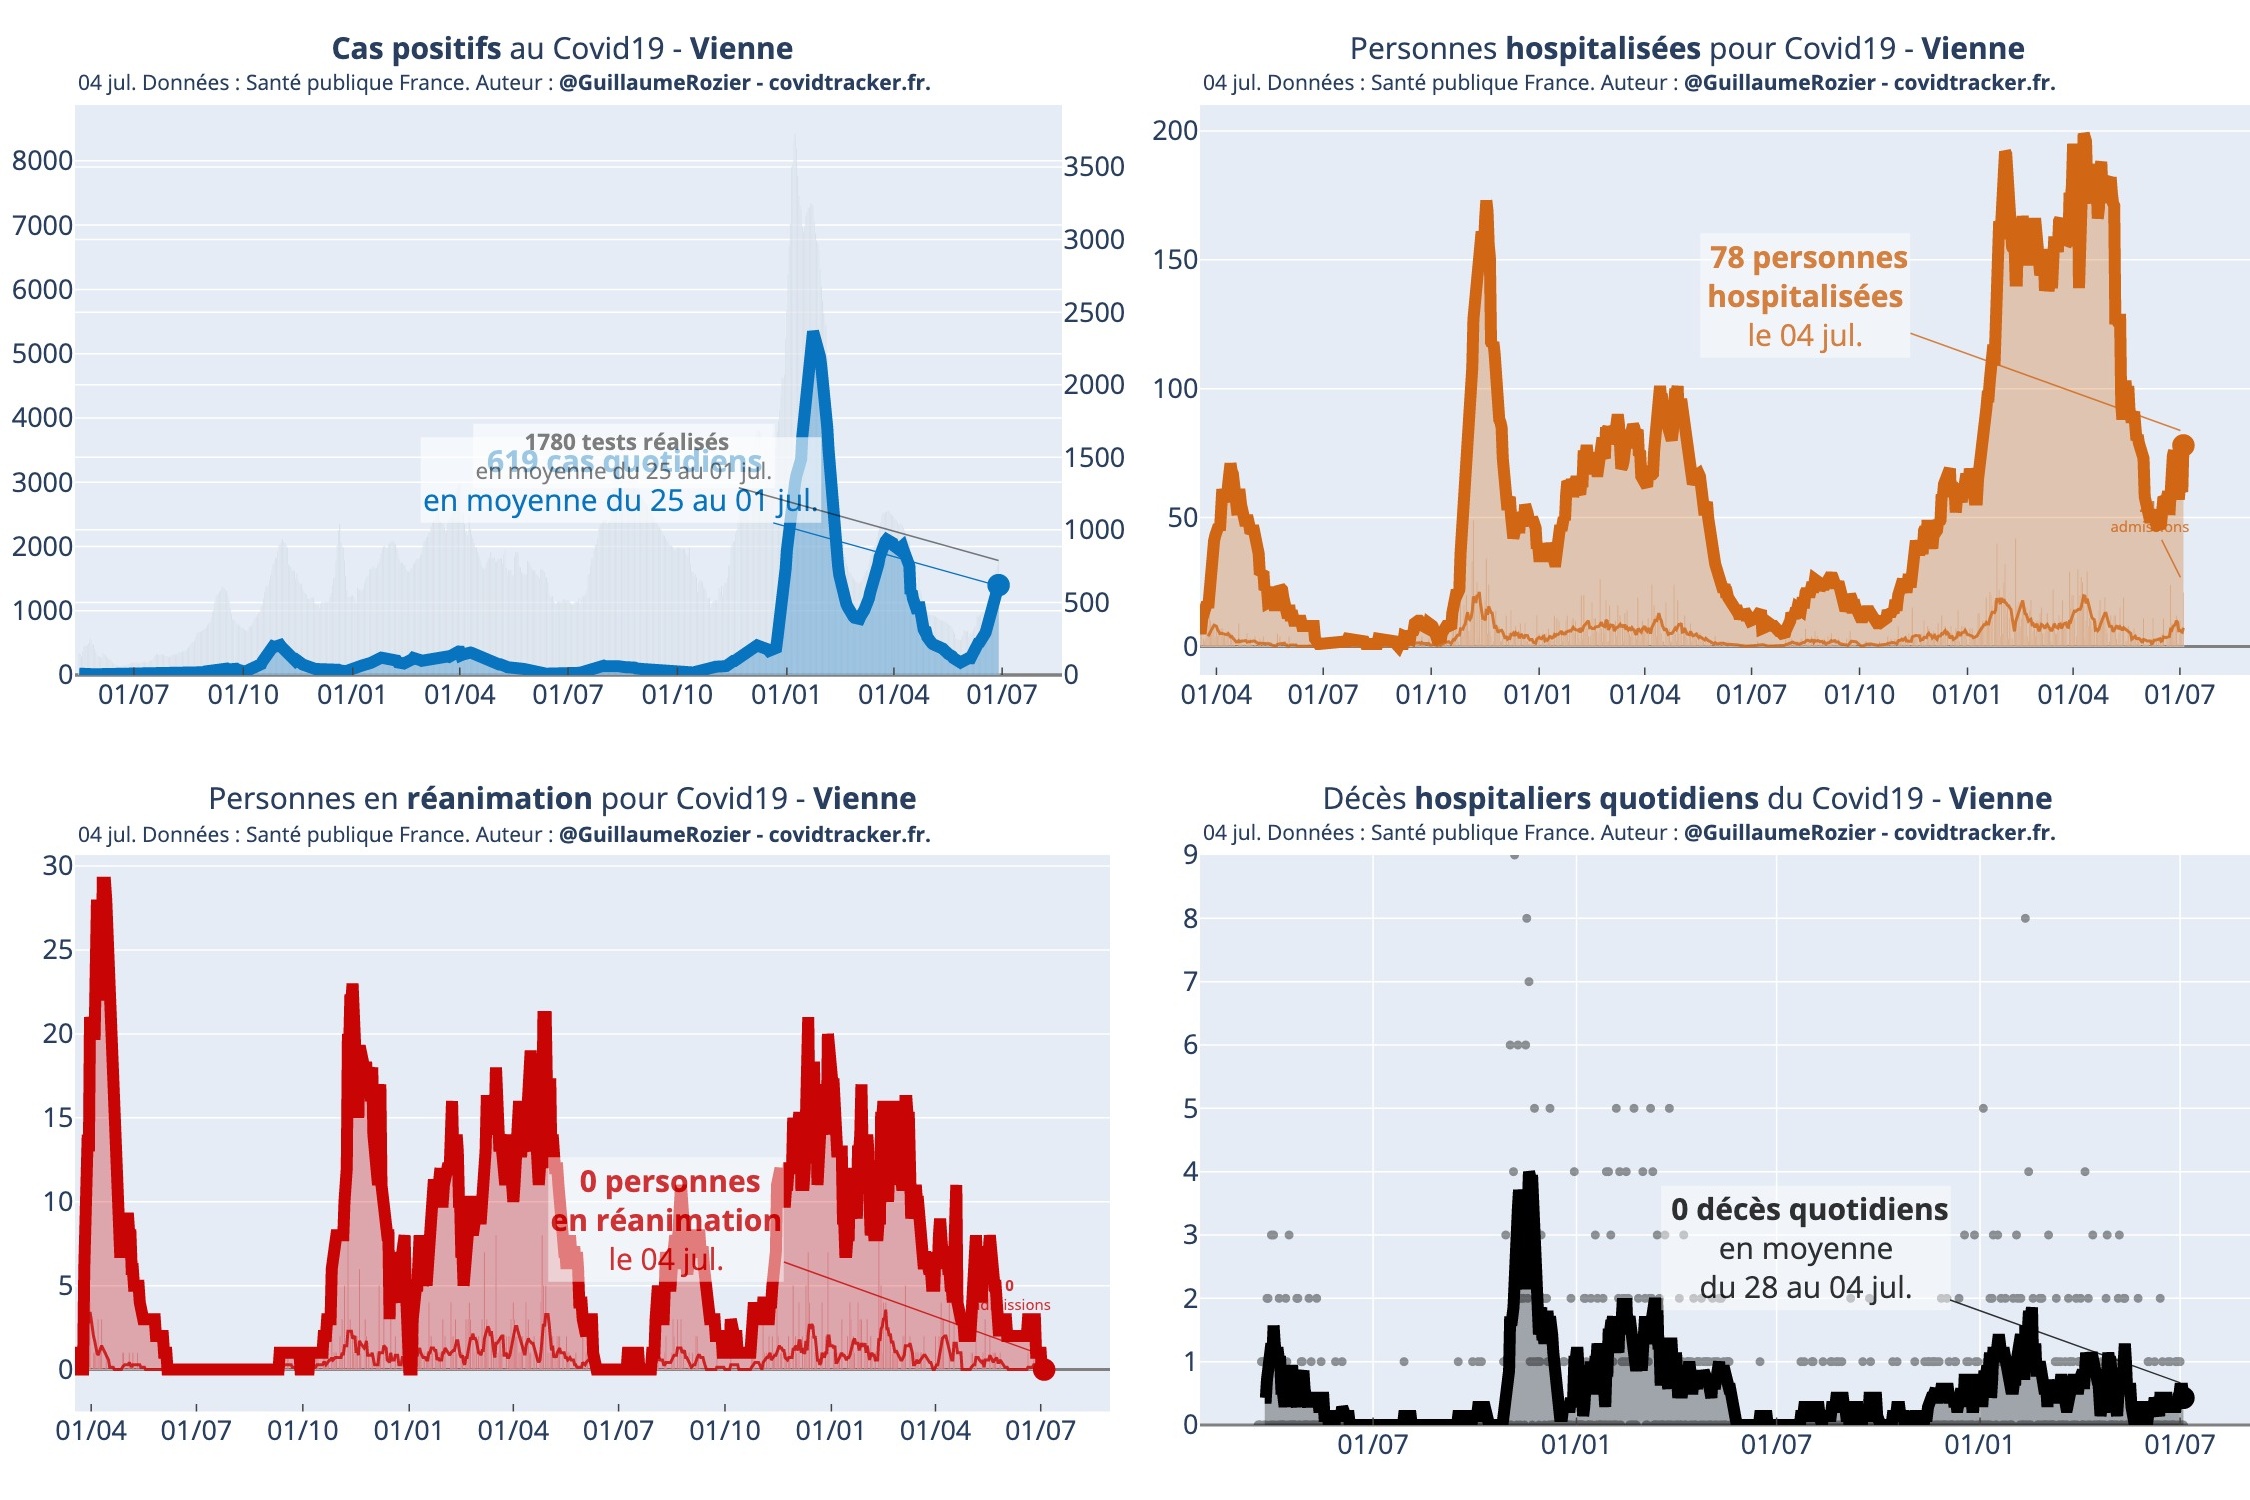 Cas positifs au Covid19 - Vienne
04 jul. Données : Santé publique France. Auteur : @GuillaumeRozier - covidtracker.fr.
8000
7000
6000
5000
4000
3000
2000
1000
0
3500
3000
2500
2000
1500
1000
500
0
1780 tests réalisés
en moyenne du 25 au 01 jul.
619 cas quotidiens
en moyenne du 25 au 01 jul.
01/07 01/10 01/01 01/04 01/07 01/10 01/01 01/04 01/07
Personnes hospitalisées pour Covid19 - Vienne
04 jul. Données : Santé publique France. Auteur : @GuillaumeRozier - covidtracker.fr.
200
150
100
50
0
78 personnes
hospitalisées
le 04 jul.
admissions
01/04 01/07 01/10 01/01 01/04 01/07 01/10 01/01 01/04 01/07
Personnes en réanimation pour Covid19 - Vienne
04 jul. Données : Santé publique France. Auteur : @GuillaumeRozier - covidtracker.fr.
30
25
20
15
10
5
0
0 personnes
en réanimation
le 04 jul.
0
admissions
01/04 01/07 01/10 01/01 01/04 01/07 01/10 01/01 01/04 01/07
Décès hospitaliers quotidiens du Covid19 - Vienne
04 jul. Données : Santé publique France. Auteur : @GuillaumeRozier - covidtracker.fr.
9
8
7
6
5
4
3
2
1
0
0 décès quotidiens
en moyenne
du 28 au 04 jul.
01/07 01/01 01/07 01/01 01/07